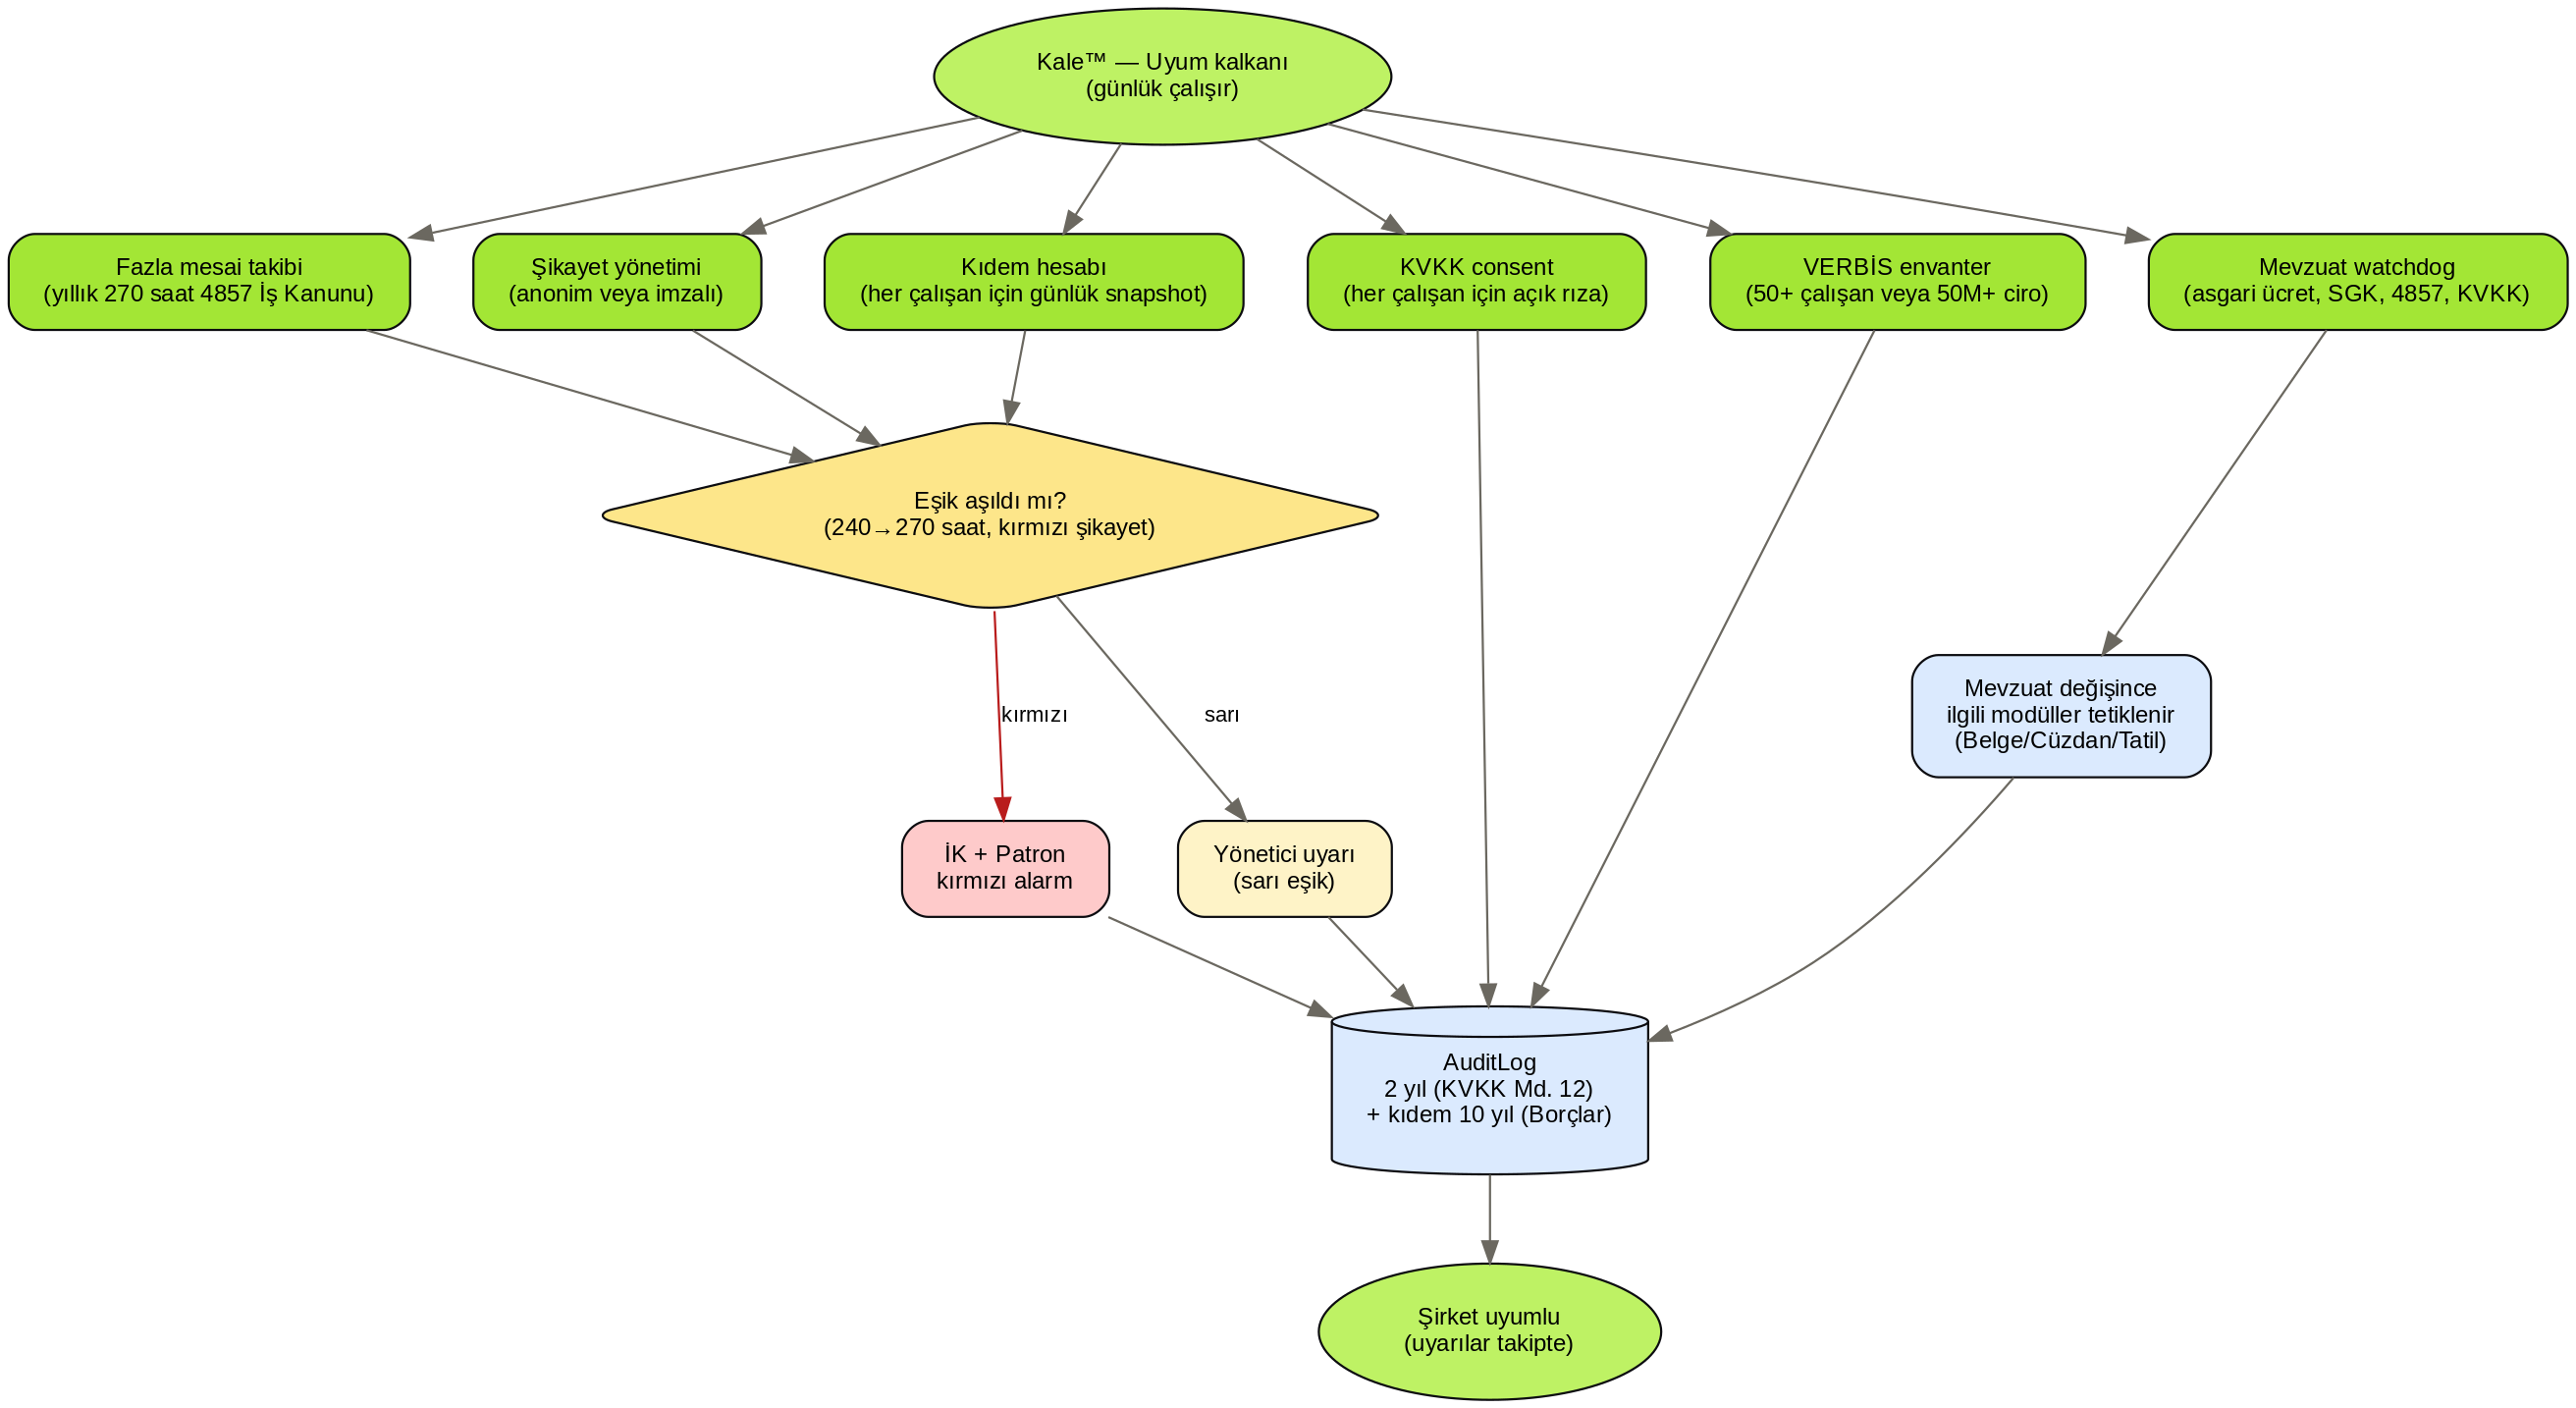 Kale™ — Uyum kalkanı
(günlük çalışır)
Fazla mesai takibi
(yıllık 270 saat 4857 İş Kanunu)
Şikayet yönetimi
(anonim veya imzalı)
Kıdem hesabı
(her çalışan için günlük snapshot)
KVKK consent
(her çalışan için açık rıza)
VERBİS envanter
(50+ çalışan veya 50M+ ciro)
Mevzuat watchdog
(asgari ücret, SGK, 4857, KVKK)
Eşik aşıldı mı?
(240→270 saat, kırmızı şikayet)
kırmızı
sarı
Mevzuat değişince
ilgili modüller tetiklenir
(Belge/Cüzdan/Tatil)
İK + Patron
kırmızı alarm
Yönetici uyarı
(sarı eşik)
AuditLog
2 yıl (KVKK Md. 12)
+ kıdem 10 yıl (Borçlar)
Şirket uyumlu
(uyarılar takipte)